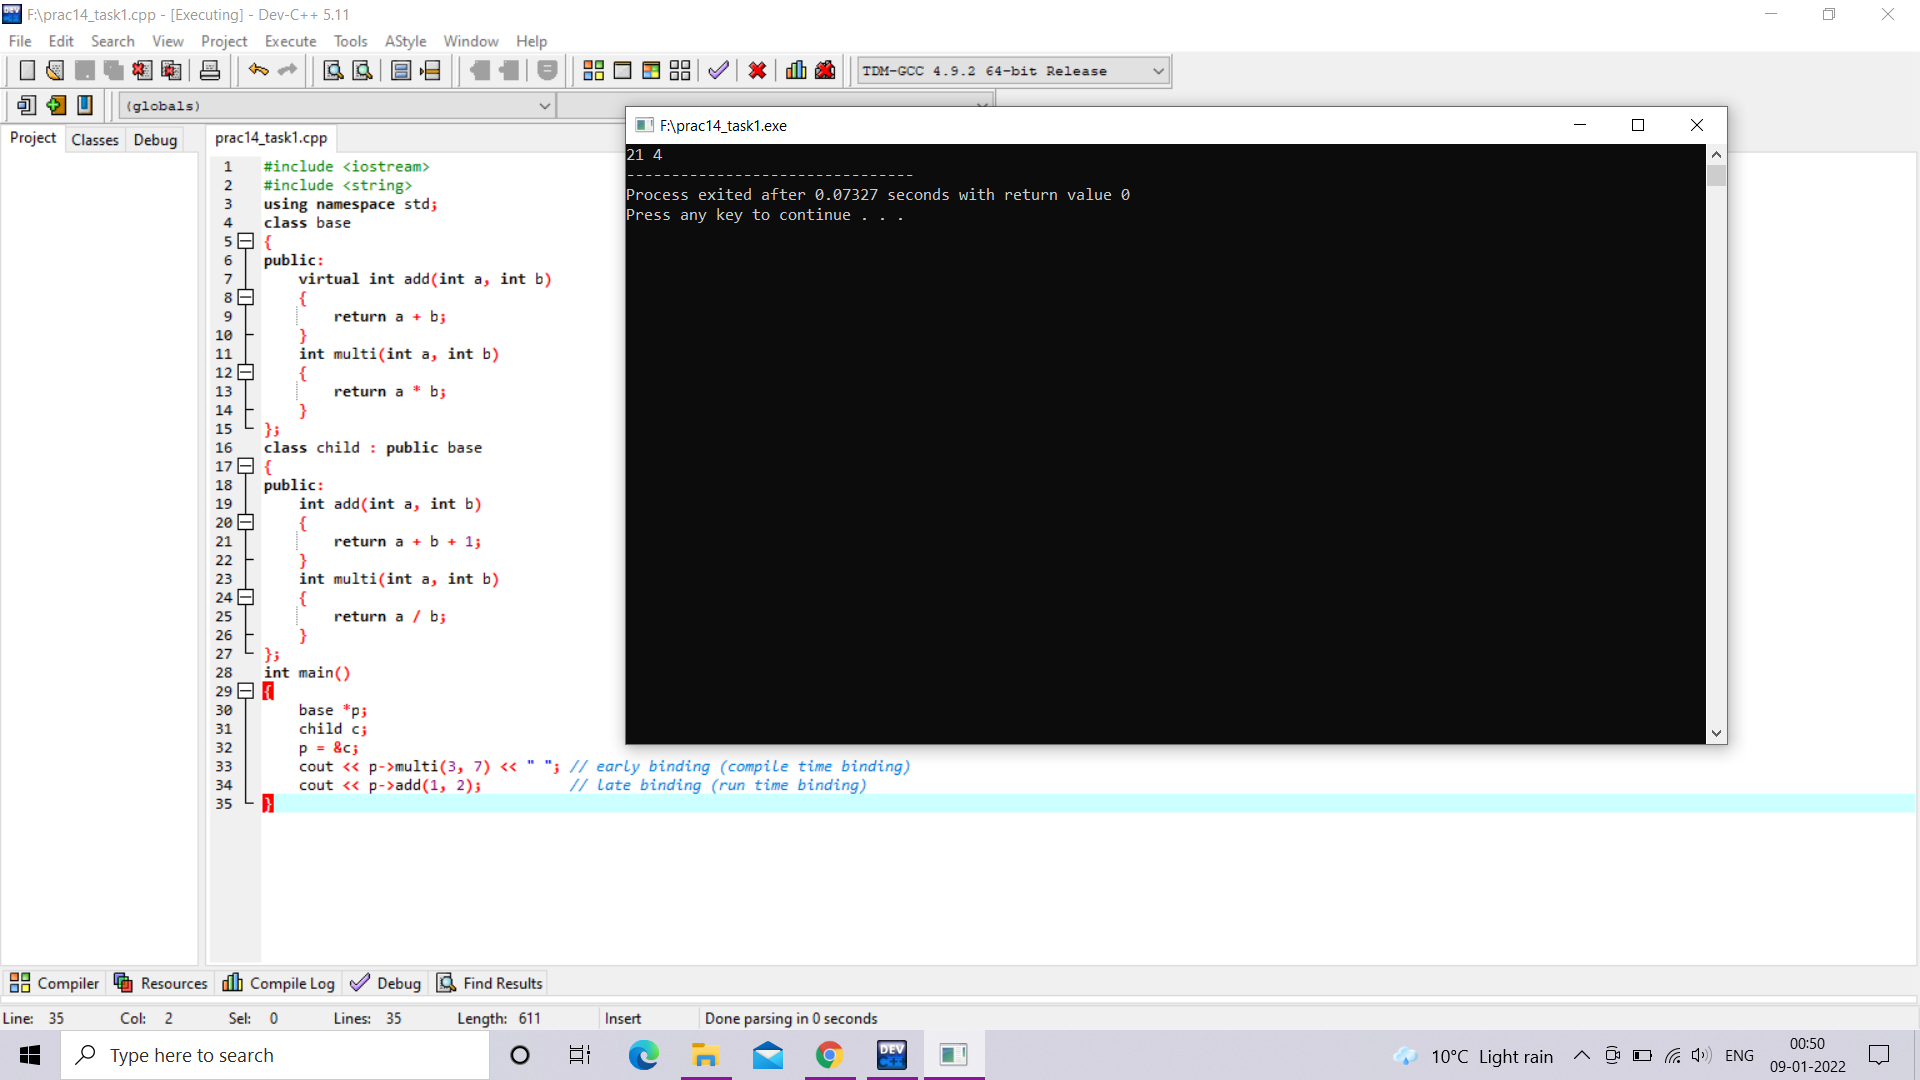 F:\prac14_task1.cpp - [Executing] - Dev-C++ 5.11
File Edit Search View Project Execute Tools AStyle Window Help
TDM-GCC 4.9.2 64-bit Release
(globals)
Project Classes Debug
prac14_task1.cpp
1 #include <iostream>
2 #include <string>
3 using namespace std;
4 class base
5 {
6 public:
7 virtual int add(int a, int b)
8 {
9 return a + b;
10 }
11 int multi(int a, int b)
12 {
13 return a * b;
14 }
15 };
16 class child : public base
17 {
18 public:
19 int add(int a, int b)
20 {
21 return a + b + 1;
22 }
23 int multi(int a, int b)
24 {
25 return a / b;
26 }
27 };
28 int main()
29 {
30 base *p;
31 child c;
32 p = &c;
33 cout << p->multi(3, 7) << " "; // early binding (compile time binding)
34 cout << p->add(1, 2); // late binding (run time binding)
35 }
F:\prac14_task1.exe
21 4
--------------------------------
Process exited after 0.07327 seconds with return value 0
Press any key to continue . . .
Compiler Resources Compile Log Debug Find Results
Line: 35 Col: 2 Sel: 0 Lines: 35 Length: 611 Insert Done parsing in 0 seconds
Type here to search
DEV C++
10°C Light rain
ENG
00:50
09-01-2022